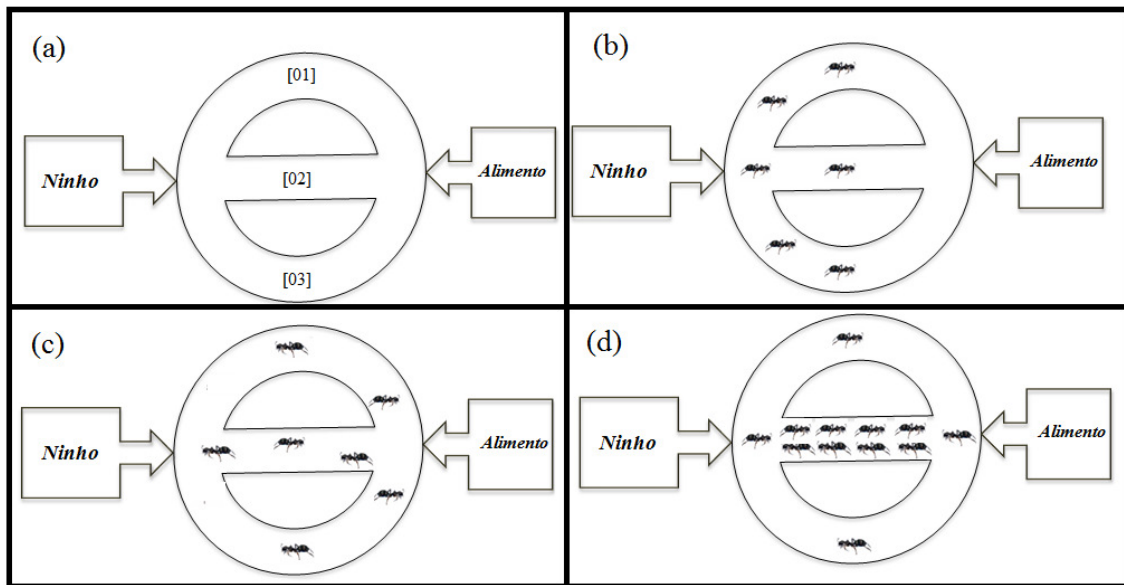 (a)
[01]
Ninho
[02]
Alimento
[03]
(b)
Ninho
Alimento
(c)
Ninho
Alimento
(d)
Ninho
Alimento